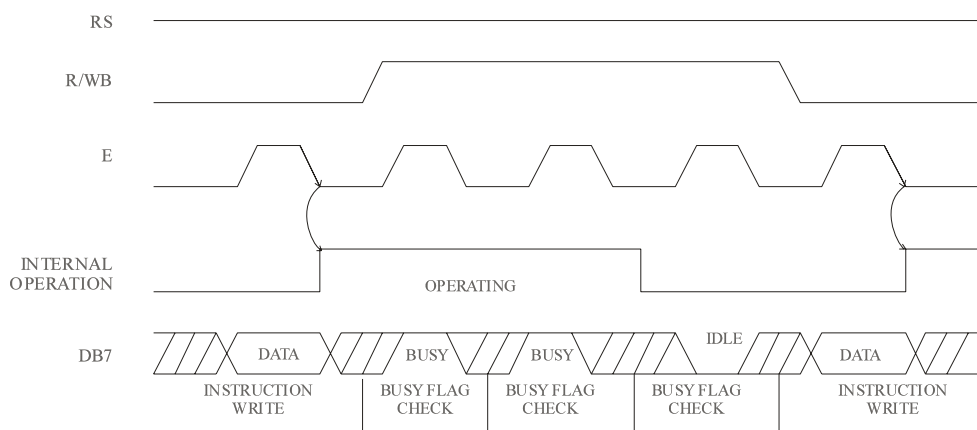 RS
R/WB
E
INTERNAL
OPERATION
OPERATING
DB7
DATA
BUSY
BUSY
IDLE
DATA
INSTRUCTION
WRITE
BUSY FLAG
CHECK
BUSY FLAG
CHECK
BUSY FLAG
CHECK
INSTRUCTION
WRITE